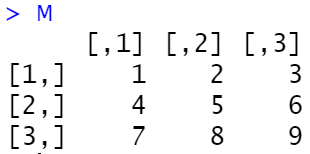 > M
     [,1] [,2] [,3]
[1,]    1    2    3
[2,]    4    5    6
[3,]    7    8    9